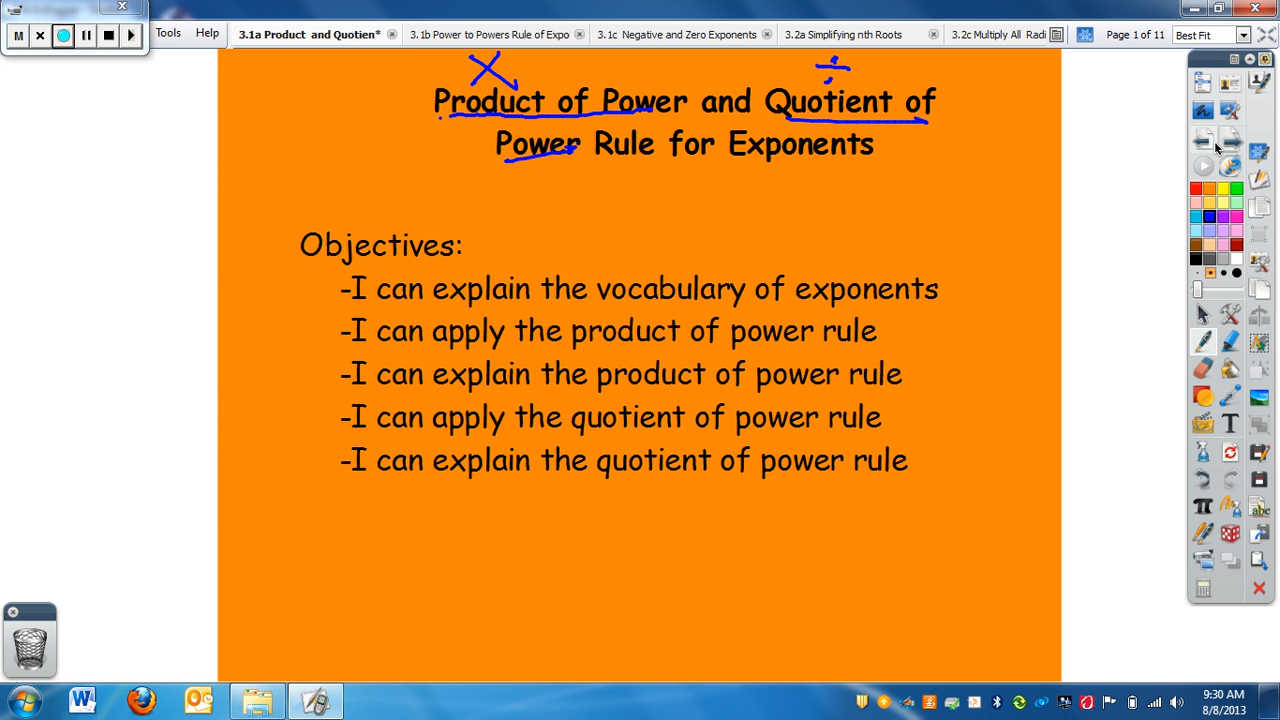 M
Tools Help
3.1a Product and Quotien*
3.1b Power to Powers Rule of Expo
3.1c Negative and Zero Exponents
3.2a Simplifying nth Roots
3.2c Multiply All Radi
Page 1 of 11
Best Fit
Product of Power and Quotient of
Power Rule for Exponents
Objectives:
-I can explain the vocabulary of exponents
-I can apply the product of power rule
-I can explain the product of power rule
-I can apply the quotient of power rule
-I can explain the quotient of power rule
T
π
abc
9:30 AM
8/8/2013